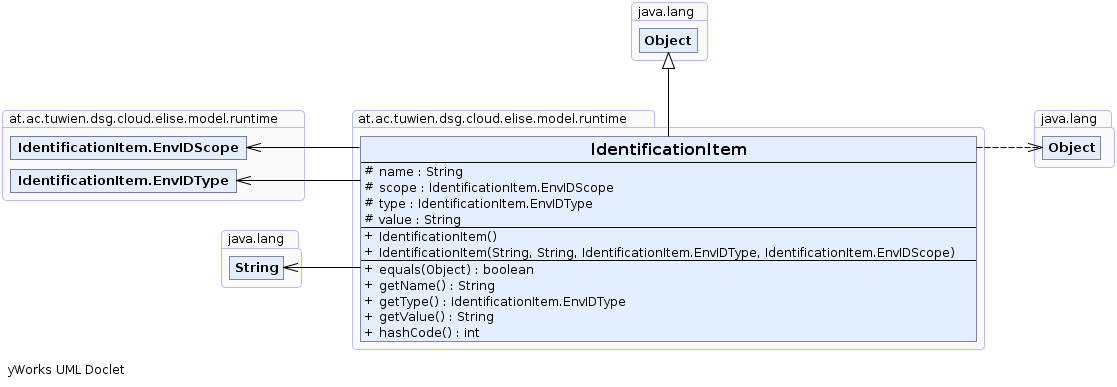 java.lang
Object
at.ac.tuwien.dsg.cloud.elise.model.runtime
IdentificationItem.EnvIDScope
IdentificationItem.EnvIDType
at.ac.tuwien.dsg.cloud.elise.model.runtime
IdentificationItem
# name : String
# scope : IdentificationItem.EnvIDScope
# type : IdentificationItem.EnvIDType
# value : String
+ IdentificationItem()
+ IdentificationItem(String, String, IdentificationItem.EnvIDType, IdentificationItem.EnvIDScope)
+ equals(Object) : boolean
+ getName() : String
+ getType() : IdentificationItem.EnvIDType
+ getValue() : String
+ hashCode() : int
java.lang
Object
java.lang
String
yWorks UML Doclet